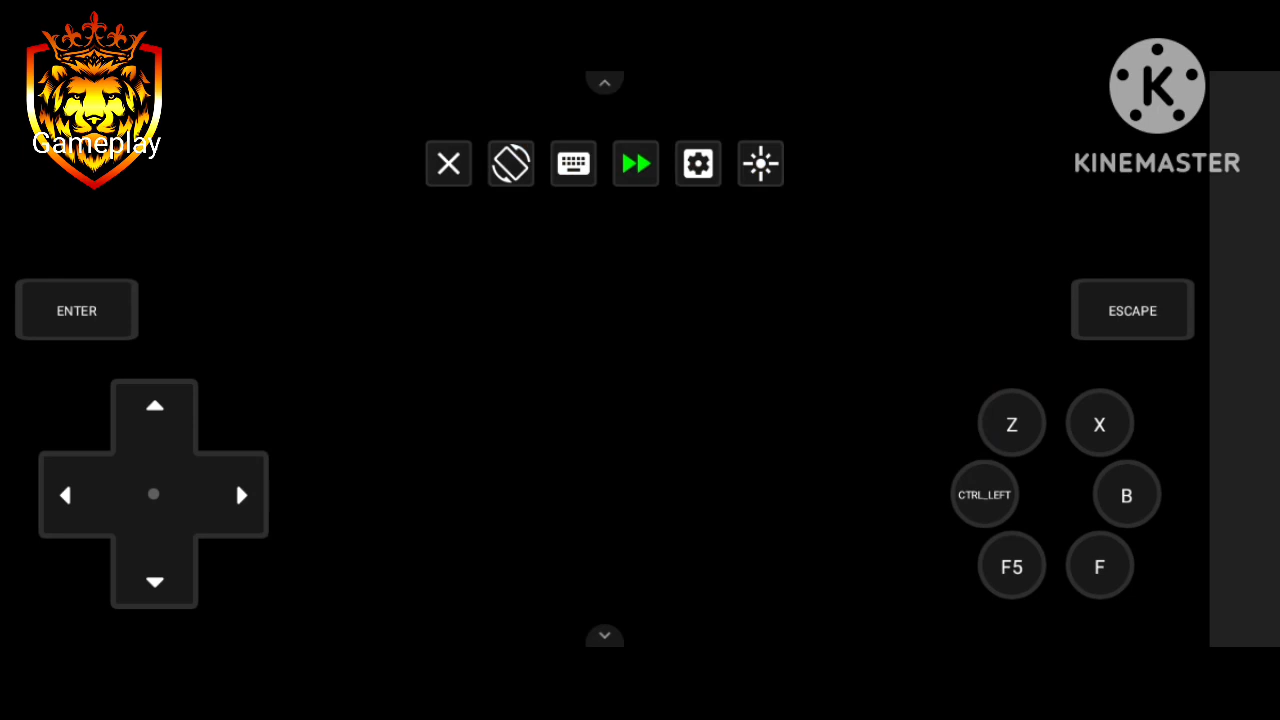 Gameplay
K
KINEMASTER
ENTER
ESCAPE
Z
X
CTRL_LEFT
B
F5
F